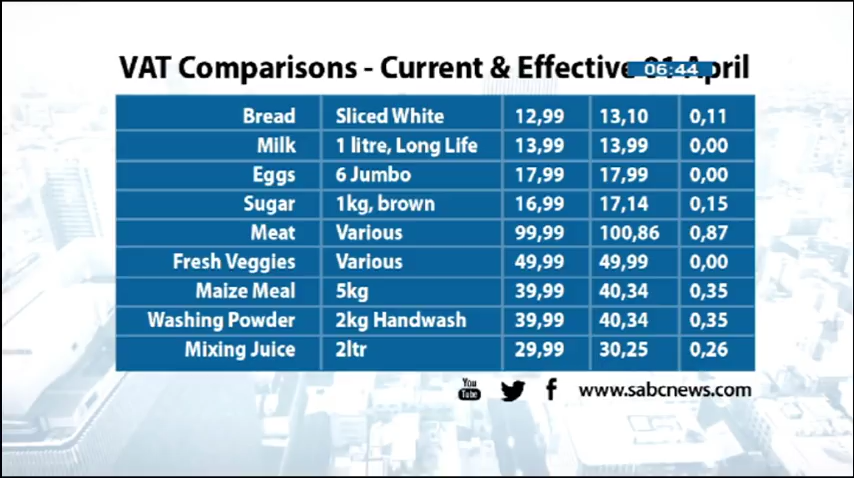 VAT Comparisons - Current & Effective 01 April
06:44
Bread Sliced White 12,99 13,10 0,11
Milk 1 litre, Long Life 13,99 13,99 0,00
Eggs 6 Jumbo 17,99 17,99 0,00
Sugar 1kg, brown 16,99 17,14 0,15
Meat Various 99,99 100,86 0,87
Fresh Veggies Various 49,99 49,99 0,00
Maize Meal 5kg 39,99 40,34 0,35
Washing Powder 2kg Handwash 39,99 40,34 0,35
Mixing Juice 2ltr 29,99 30,25 0,26
You Tube f www.sabcnews.com